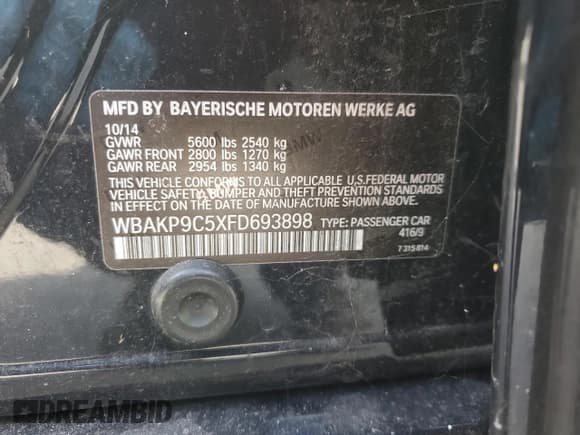 MFD BY BAYERISCHE MOTOREN WERKE AG
10/14
GVWR 5600 lbs 2540 kg
GAWR FRONT 2800 lbs 1270 kg
GAWR REAR 2954 lbs 1340 kg
THIS VEHICLE CONFORMS TO ALL APPLICABLE U.S.FEDERAL MOTOR
VEHICLE SAFETY, BUMPER AND THEFT PREVENTION STANDARDS
IN EFFECT ON THE DATE OF MANUFACTURE SHOWN ABOVE.
WBAKP9C5XFD693898 TYPE: PASSENGER CAR
416/9
7315814
DREAMBID